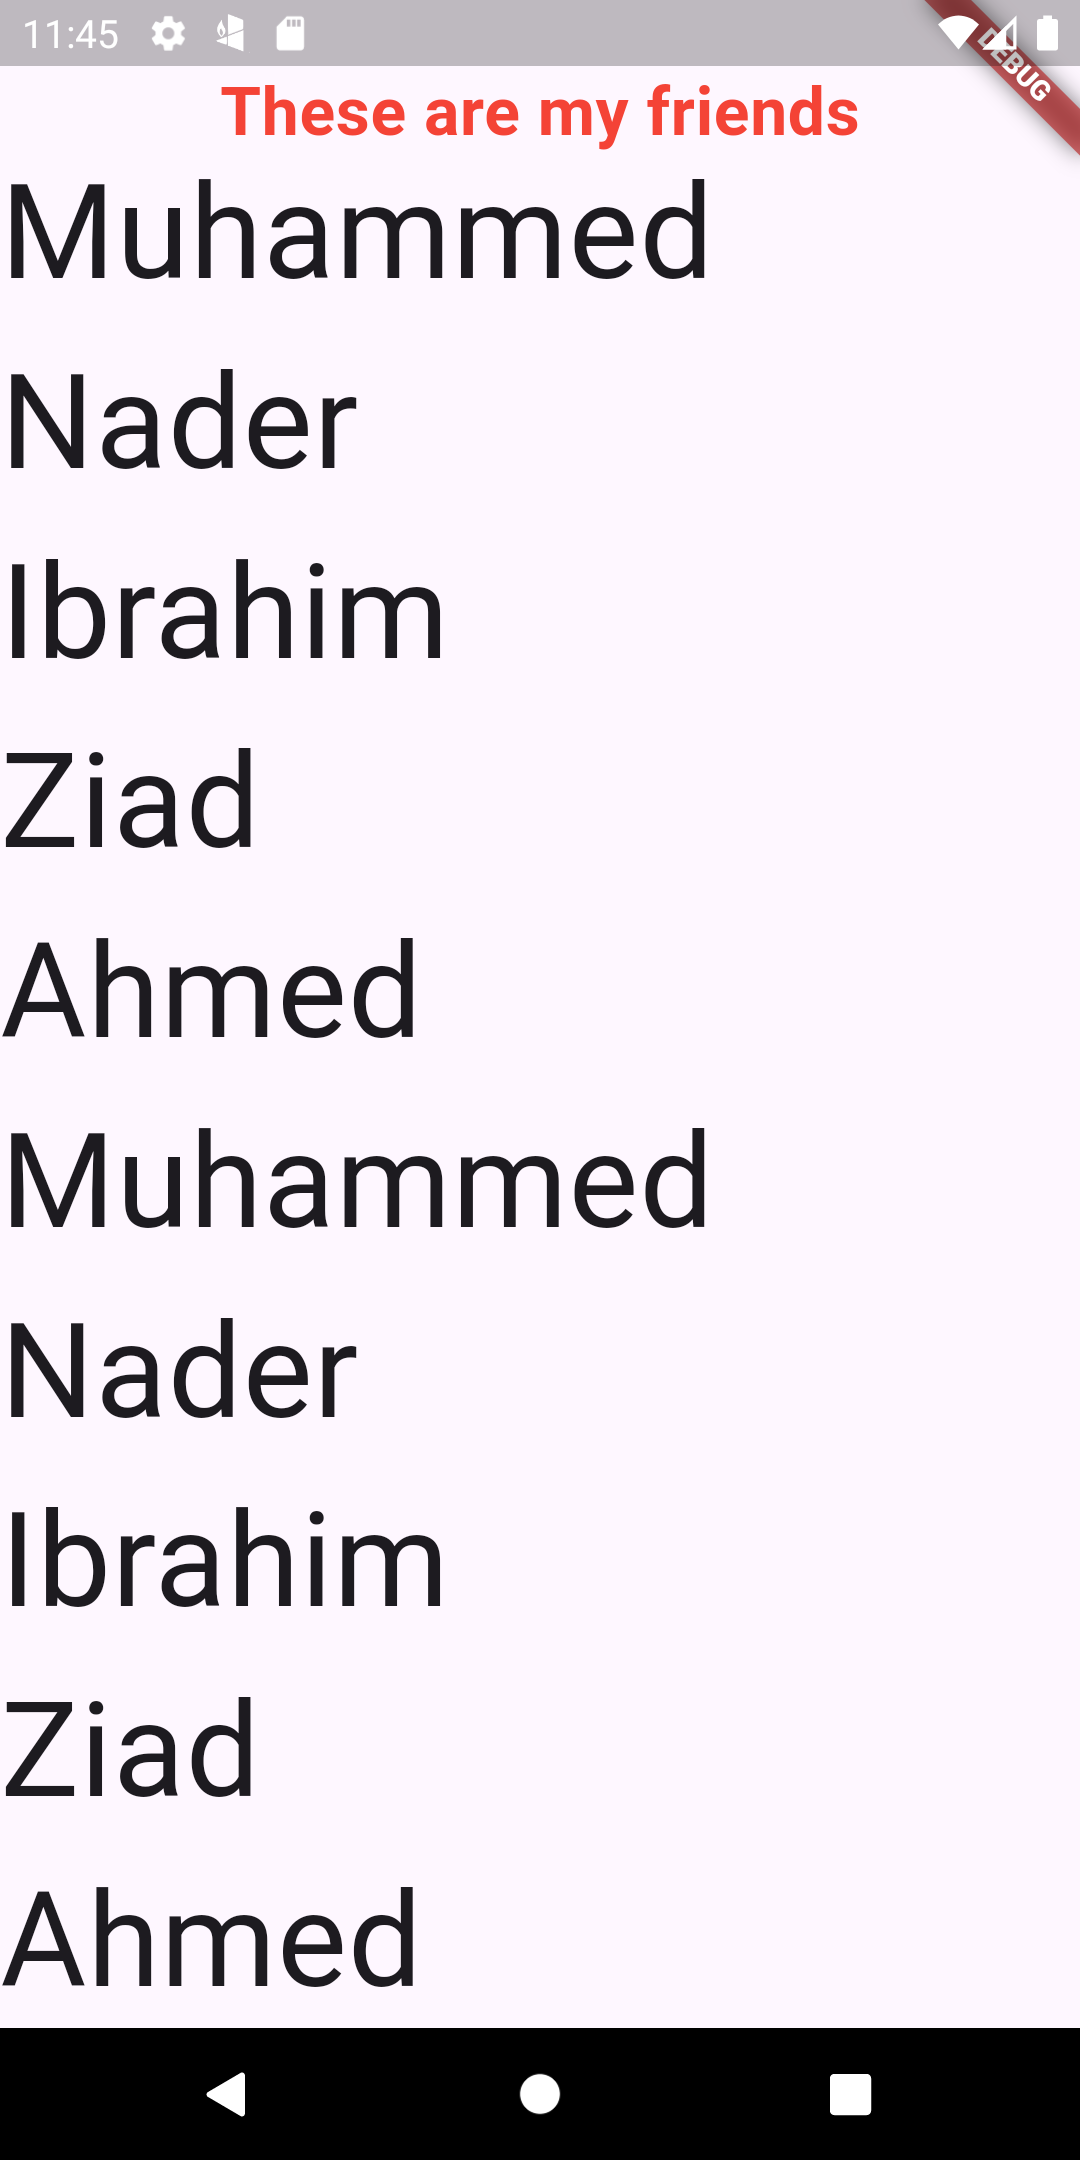 11:45
DEBUG
These are my friends
Muhammed
Nader
Ibrahim
Ziad
Ahmed
Muhammed
Nader
Ibrahim
Ziad
Ahmed